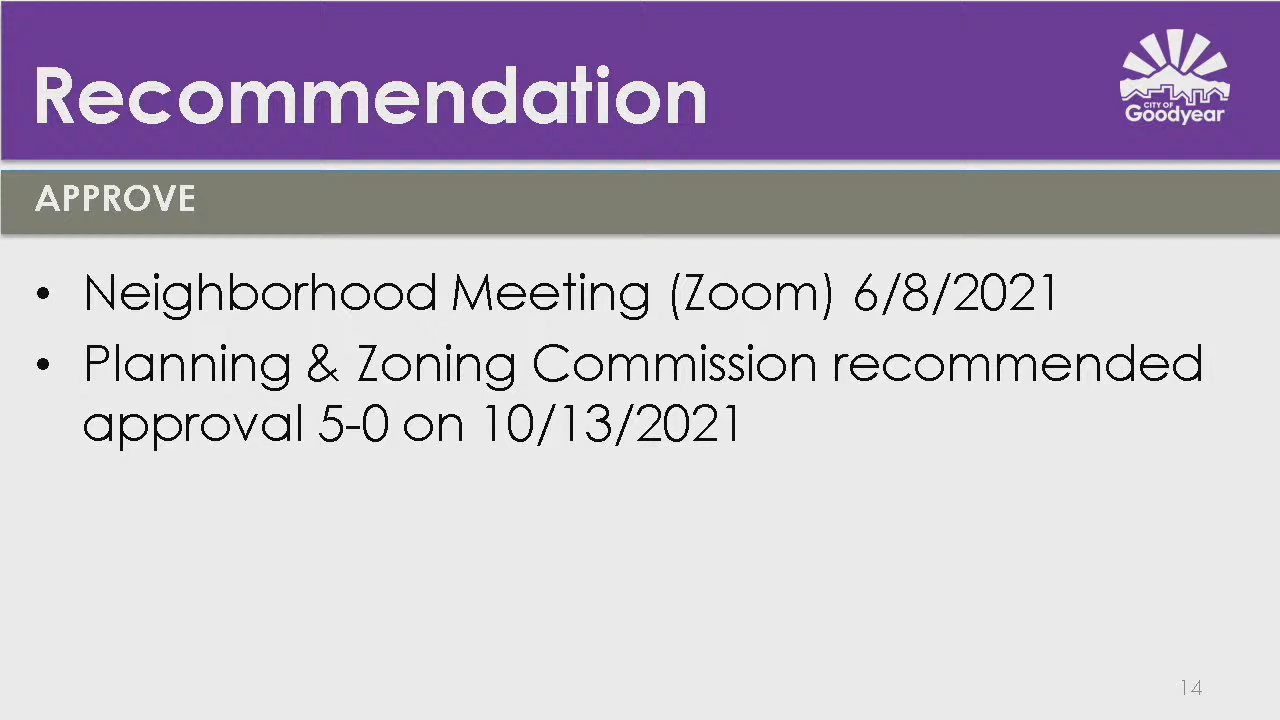 Recommendation
CITY OF
Goodyear
APPROVE
• Neighborhood Meeting (Zoom) 6/8/2021
• Planning & Zoning Commission recommended
approval 5-0 on 10/13/2021
14